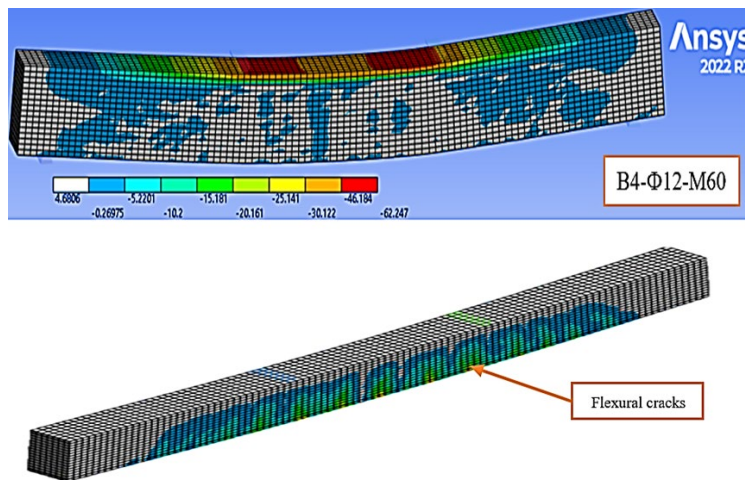 Ansys
2022 R
B4-Φ12-M60
4.6806 -5.2201 -15.181 -25.141 -46.184
-0.26975 -10.2 -20.161 -30.122 -62.247
Flexural cracks